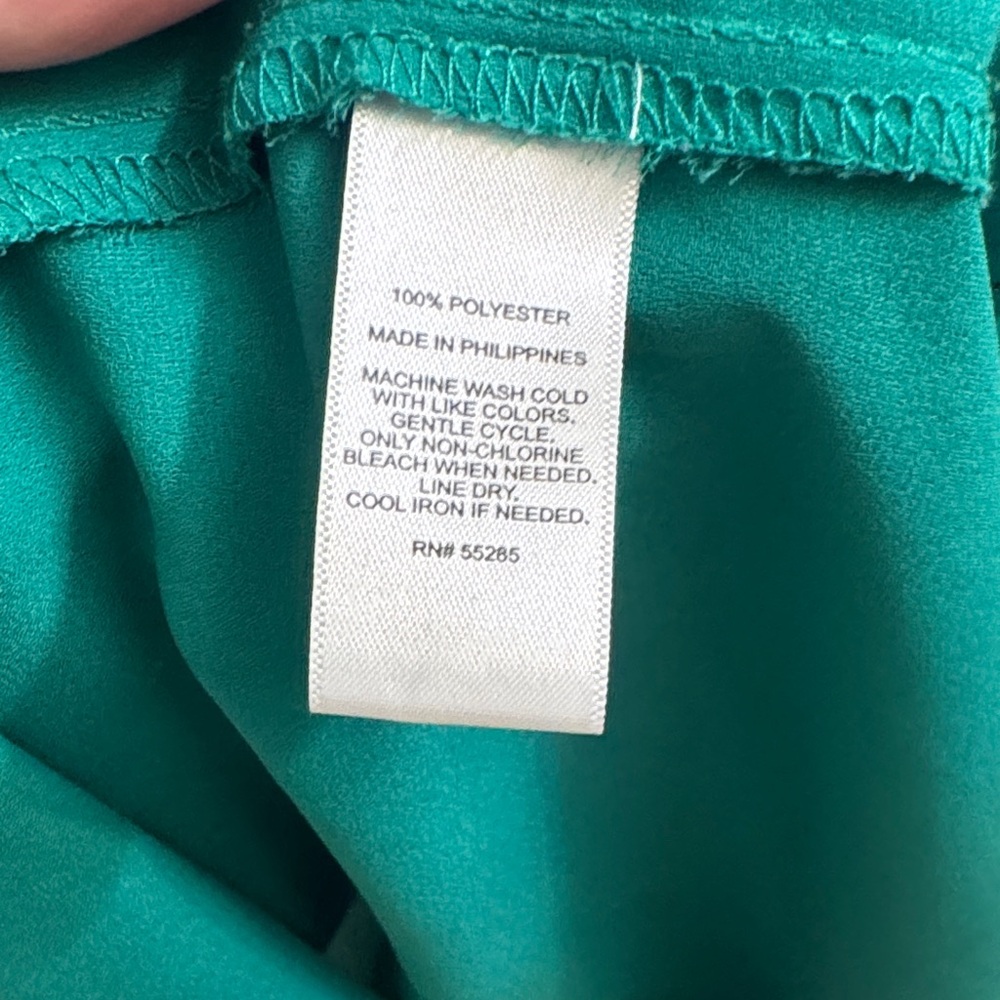 100% POLYESTER
MADE IN PHILIPPINES
MACHINE WASH COLD
WITH LIKE COLORS.
GENTLE CYCLE.
ONLY NON-CHLORINE
BLEACH WHEN NEEDED.
LINE DRY.
COOL IRON IF NEEDED.
RN# 55285